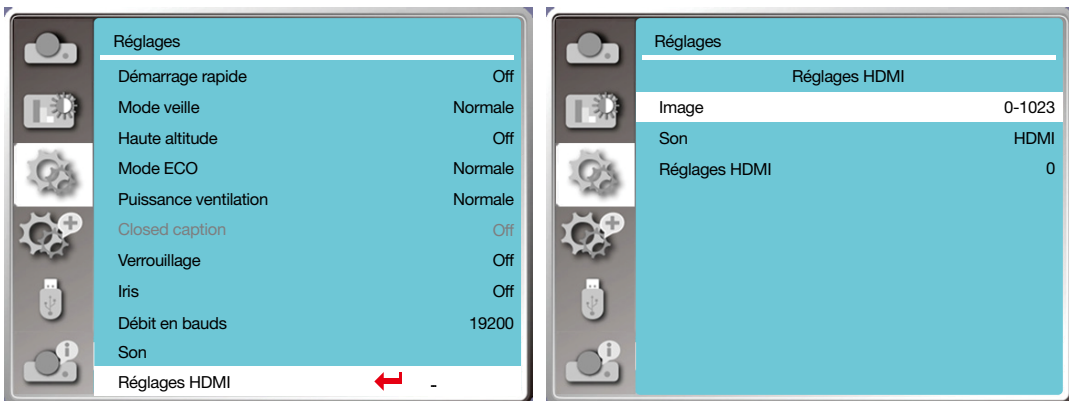 Réglages
Démarrage rapide Off
Mode veille Normale
Haute altitude Off
Mode ECO Normale
Puissance ventilation Normale
Closed caption Off
Verrouillage Off
Iris Off
Débit en bauds 19200
Son
Réglages HDMI -
Réglages
Réglages HDMI
Image 0-1023
Son HDMI
Réglages HDMI 0